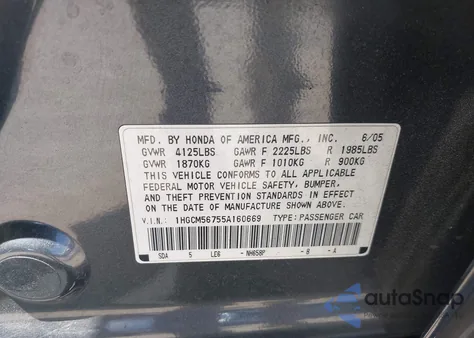 MFD. BY HONDA OF AMERICA MFG., INC. 6/05
GVWR 4125LBS GAWR F 2225LBS R 1985LBS
GVWR 1870KG GAWR F 1010KG R 900KG
THIS VEHICLE CONFORMS TO ALL APPLICABLE
FEDERAL MOTOR VEHICLE SAFETY, BUMPER,
AND THEFT PREVENTION STANDARDS IN EFFECT
ON THE DATE OF MANUFACTURE SHOWN ABOVE.
V.I.N.: 1HGCM56755A160669 TYPE: PASSENGER CAR
SDA 5 LE6 - NH658P - B - A
autoSnap